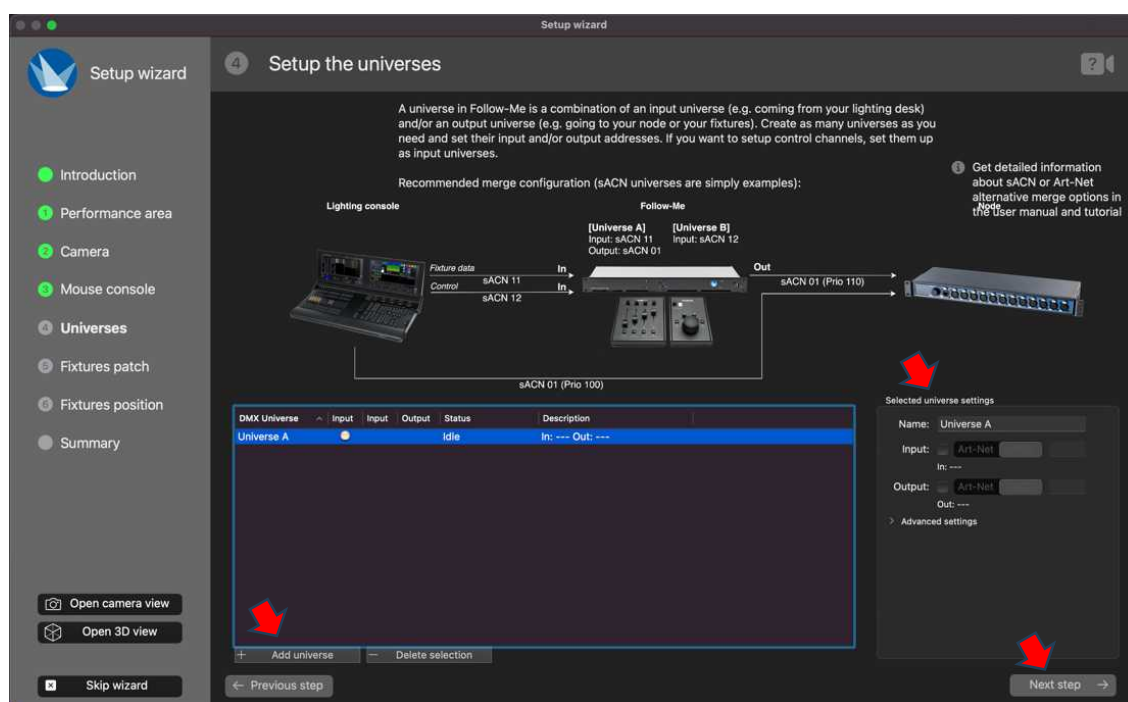 Setup wizard
Setup wizard
4 Setup the universes
?
Introduction
1 Performance area
2 Camera
3 Mouse console
4 Universes
5 Fixtures patch
6 Fixtures position
Summary
Open camera view
Open 3D view
Skip wizard
A universe in Follow-Me is a combination of an input universe (e.g. coming from your lighting desk)
and/or an output universe (e.g. going to your node or your fixtures). Create as many universes as you
need and set their input and/or output addresses. If you want to setup control channels, set them up
as input universes.
Recommended merge configuration (sACN universes are simply examples):
Get detailed information
about sACN or Art-Net
alternative merge options in
the user manual and tutorial
Lighting console
Follow-Me
Node
[Universe A] [Universe B]
Input: sACN 11 Input: sACN 12
Output: sACN 01
Fixture data
sACN 11
In
Control
sACN 12
In
Out
sACN 01 (Prio 110)
sACN 01 (Prio 100)
DMX Universe Input Input Output Status Description
Universe A Idle In: --- Out: ---
+ Add universe
− Delete selection
Selected universe settings
Name: Universe A
Input: Art-Net
In: ---
Output: Art-Net
Out: ---
> Advanced settings
← Previous step
Next step →